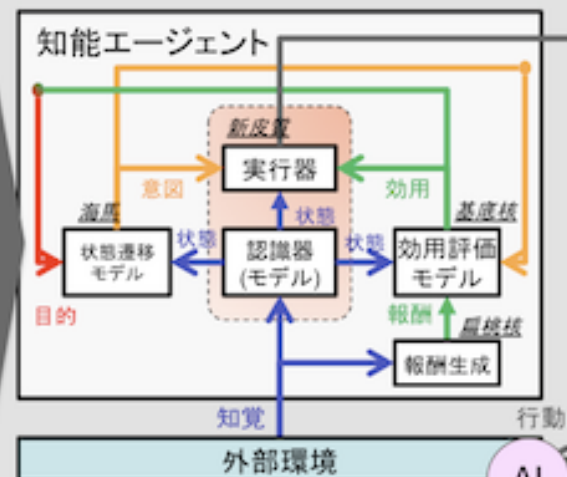 知能エージェント
新皮質
実行器
意図
効用
海馬
状態
基底核
状態遷移
モデル
状態
認識器
(モデル)
状態
効用評価
モデル
目的
報酬
扁桃核
報酬生成
知覚
行動
外部環境
AI